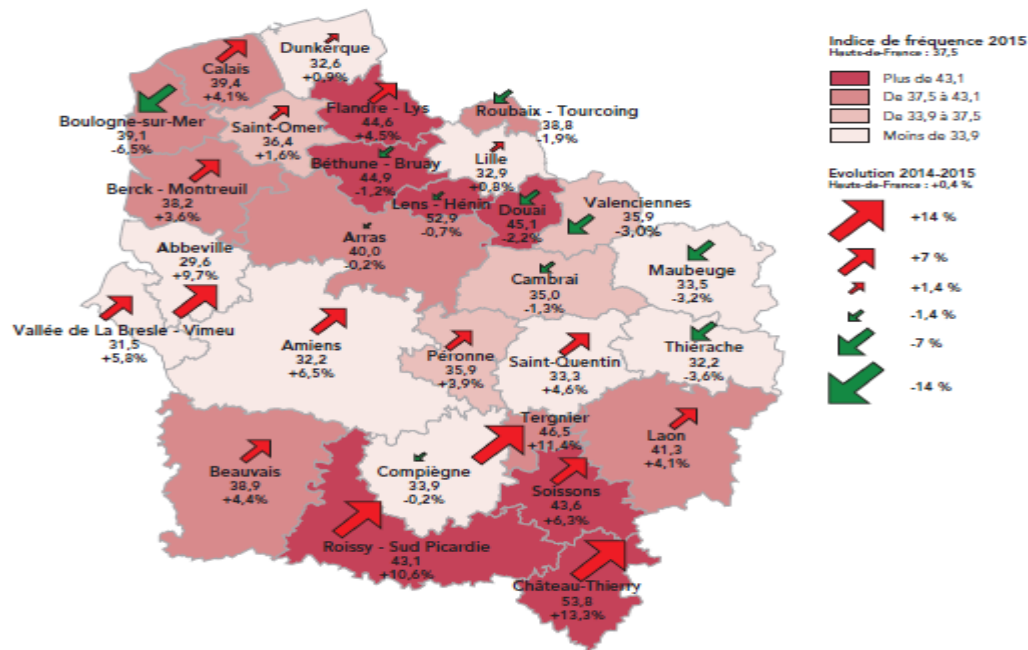 Dunkerque
32,6
+0,9%
Calais
39,4
+4,1%
Boulogne-sur-Mer
39,1
-6,5%
Saint-Omer
36,4
+1,6%
Flandre - Lys
44,6
+4,5%
Roubaix - Tourcoing
38,8
-1,9%
Lille
32,9
+0,8%
Béthune - Bruay
44,9
-1,2%
Berck - Montreuil
38,2
+3,6%
Lens - Hénin
52,9
-0,7%
Douai
45,1
-2,2%
Valenciennes
35,9
-3,0%
Arras
40,0
-0,2%
Abbeville
29,6
+9,7%
Cambrai
35,0
-1,3%
Maubeuge
33,5
-3,2%
Vallée de La Bresle - Vimeu
31,5
+5,8%
Amiens
32,2
+6,5%
Péronne
35,9
+3,9%
Saint-Quentin
33,3
+4,6%
Thiérache
32,2
-3,6%
Tergnier
46,5
+11,4%
Laon
41,3
+4,1%
Beauvais
38,9
+4,4%
Compiègne
33,9
-0,2%
Soissons
43,6
+6,3%
Roissy - Sud Picardie
43,1
+10,6%
Château-Thierry
53,8
+13,3%
Indice de fréquence 2015
Hauts-de-France : 37,5
Plus de 43,1
De 37,5 à 43,1
De 33,9 à 37,5
Moins de 33,9
Evolution 2014-2015
Hauts-de-France : +0,4 %
+14 %
+7 %
+1,4 %
-1,4 %
-7 %
-14 %